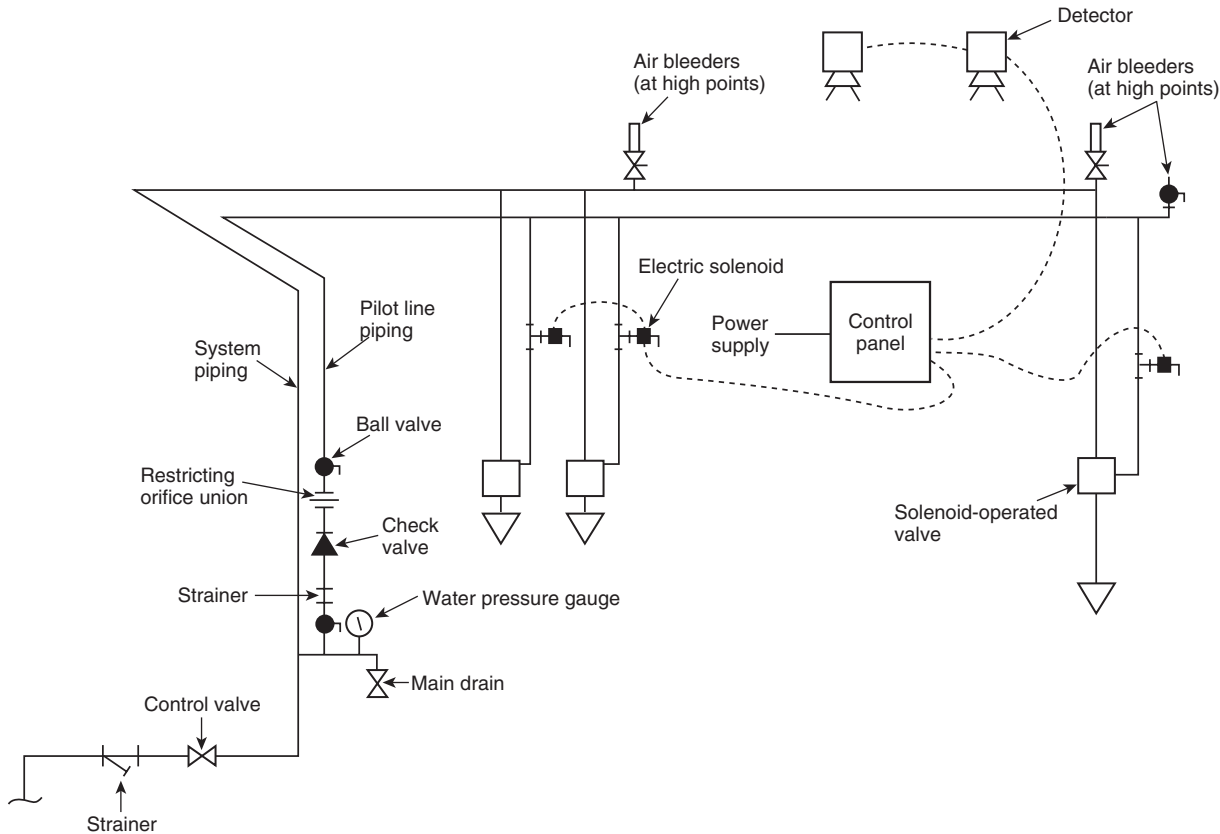 Detector
Air bleeders
(at high points)
Air bleeders
(at high points)
Electric solenoid
Pilot line
piping
Power
supply
Control
panel
System
piping
Ball valve
Restricting
orifice union
Solenoid-operated
valve
Check
valve
Strainer
Water pressure gauge
Main drain
Control valve
Strainer